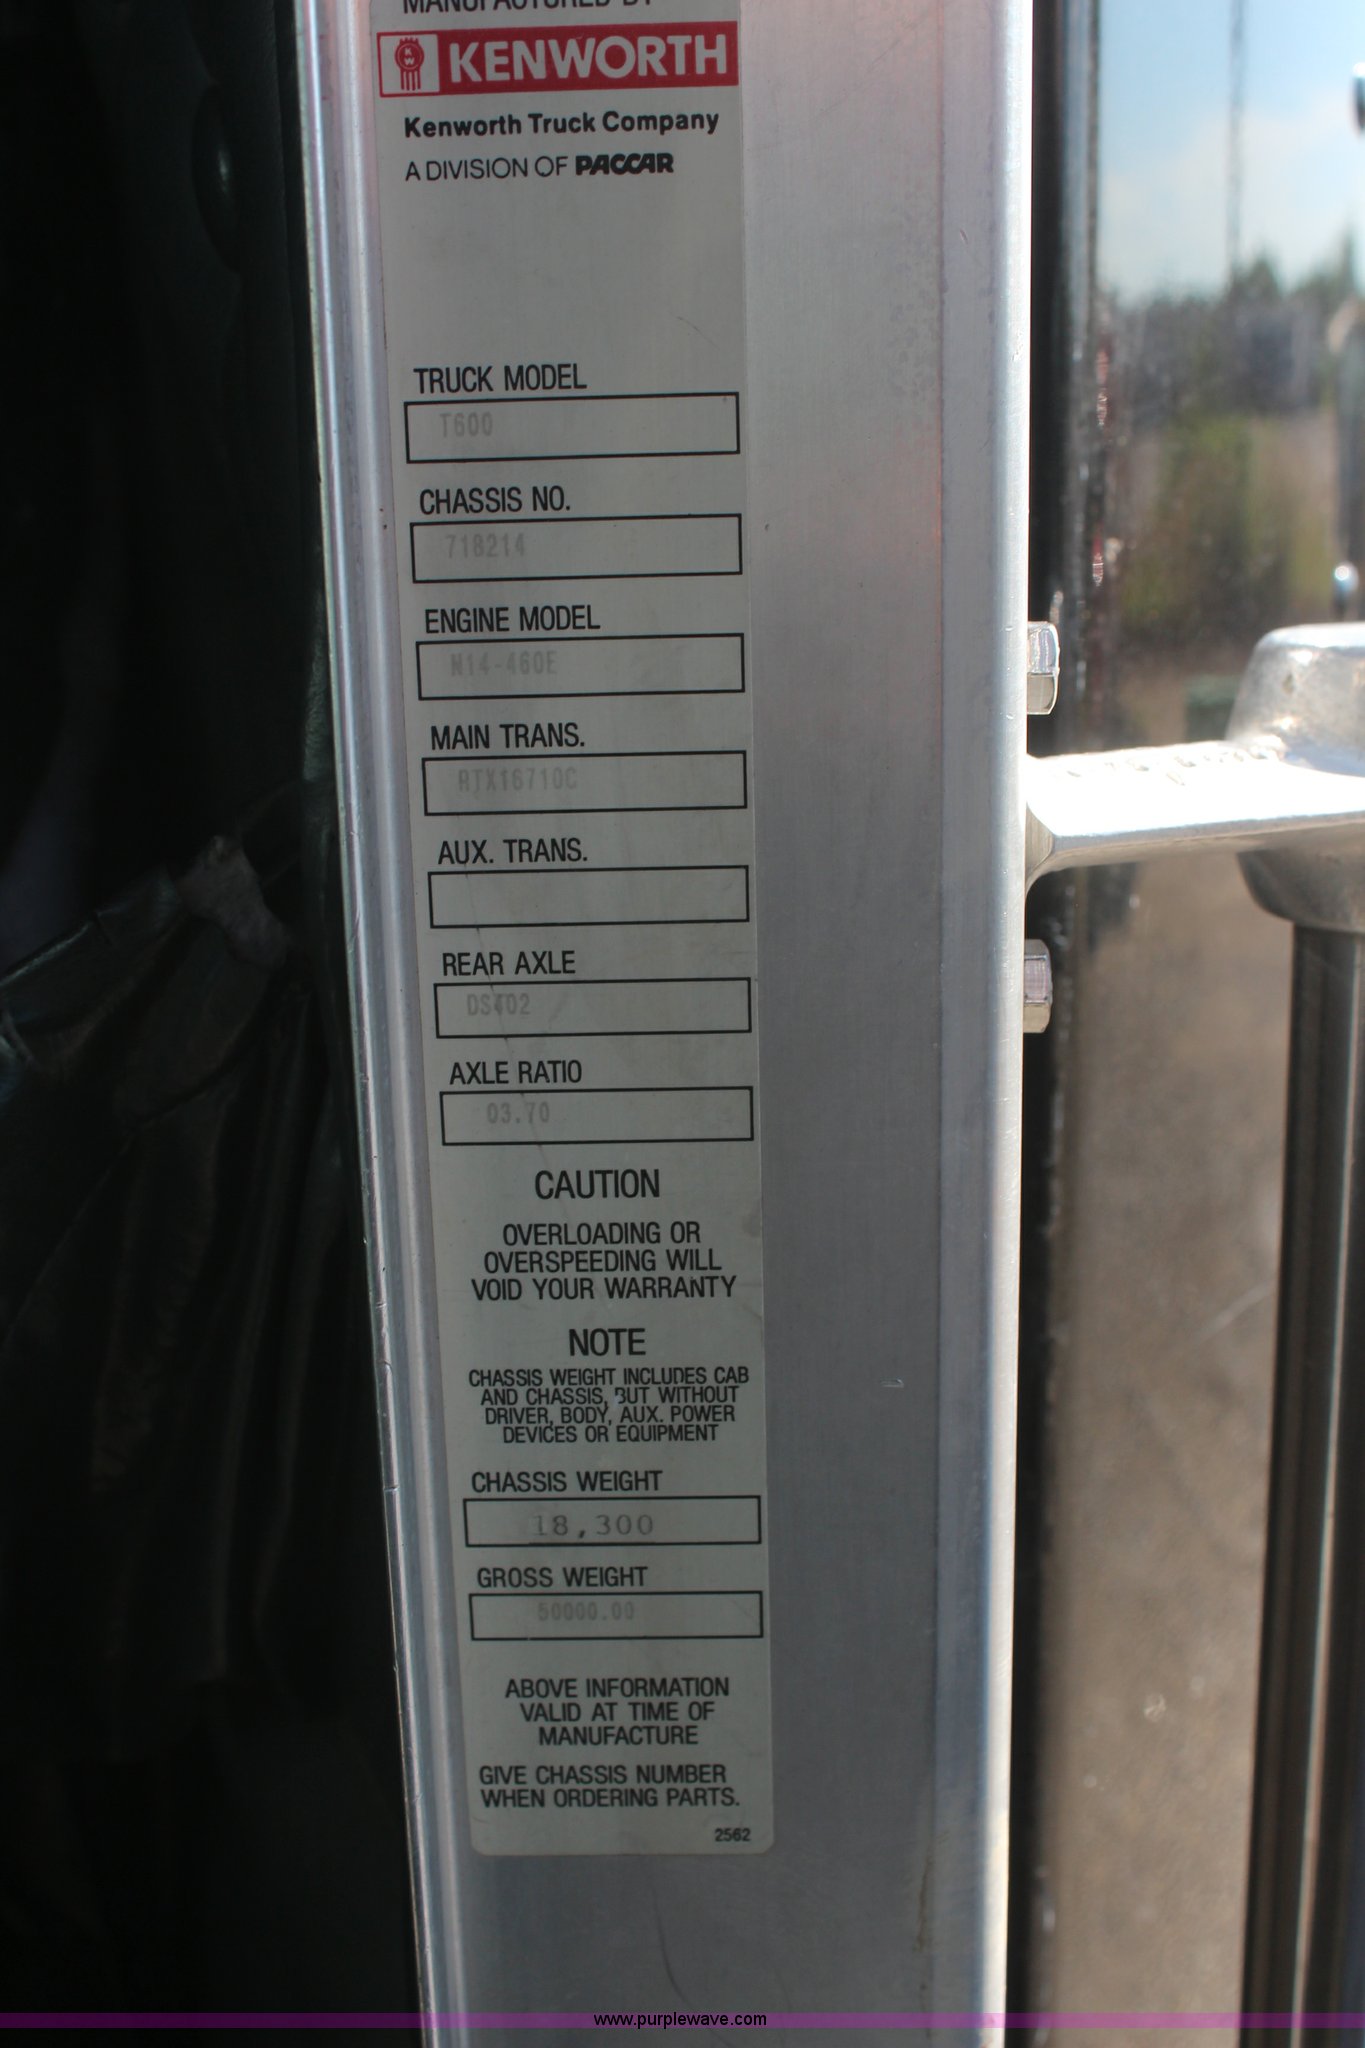 MANUFACTURED BY
KW KENWORTH
Kenworth Truck Company
A DIVISION OF PACCAR
TRUCK MODEL
T600
CHASSIS NO.
718214
ENGINE MODEL
N14-460E
MAIN TRANS.
RTX16710C
AUX. TRANS.
REAR AXLE
DS402
AXLE RATIO
03.70
CAUTION
OVERLOADING OR
OVERSPEEDING WILL
VOID YOUR WARRANTY
NOTE
CHASSIS WEIGHT INCLUDES CAB
AND CHASSIS, BUT WITHOUT
DRIVER, BODY, AUX. POWER
DEVICES OR EQUIPMENT
CHASSIS WEIGHT
18,300
GROSS WEIGHT
50000.00
ABOVE INFORMATION
VALID AT TIME OF
MANUFACTURE
GIVE CHASSIS NUMBER
WHEN ORDERING PARTS.
2562
www.purplewave.com